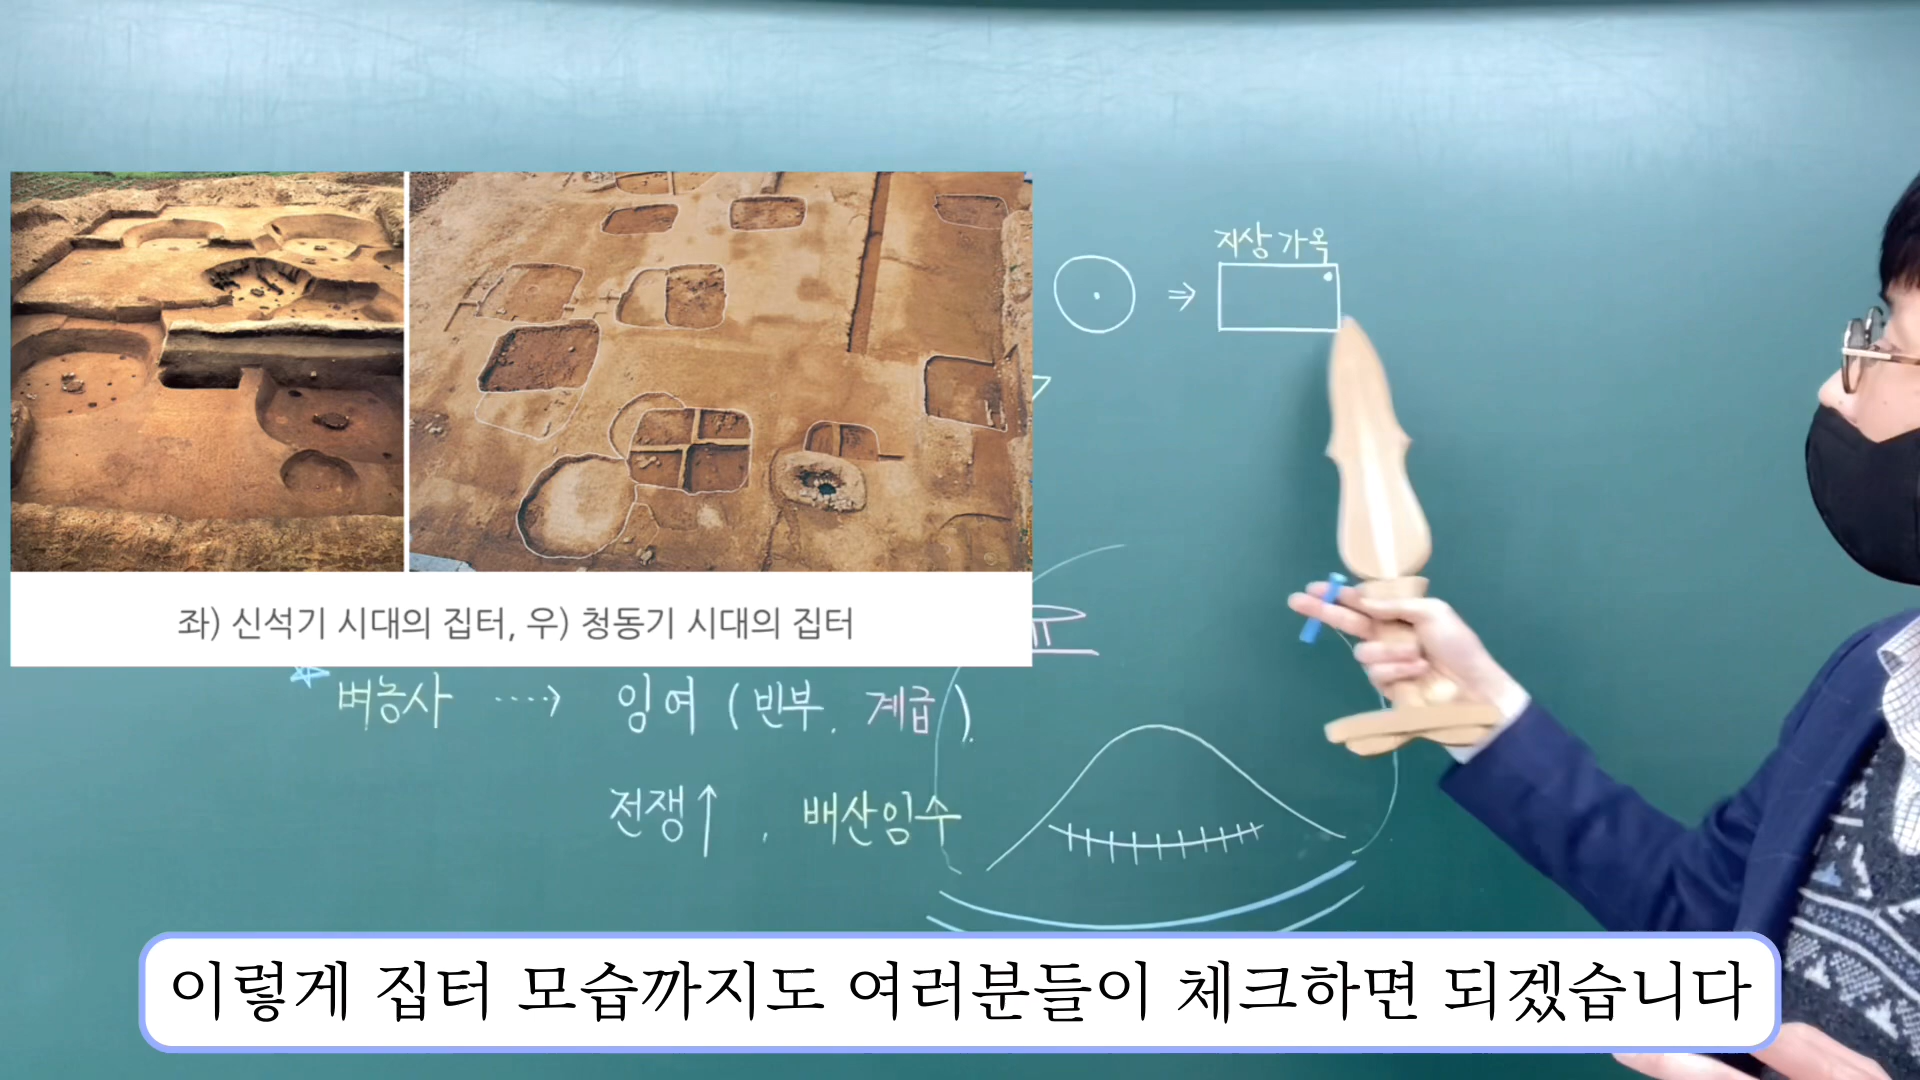 지상가옥
좌) 신석기 시대의 집터, 우) 청동기 시대의 집터
벼농사 ····> 잉여 (빈부, 계급).
전쟁↑, 배산임수
이렇게 집터 모습까지도 여러분들이 체크하면 되겠습니다